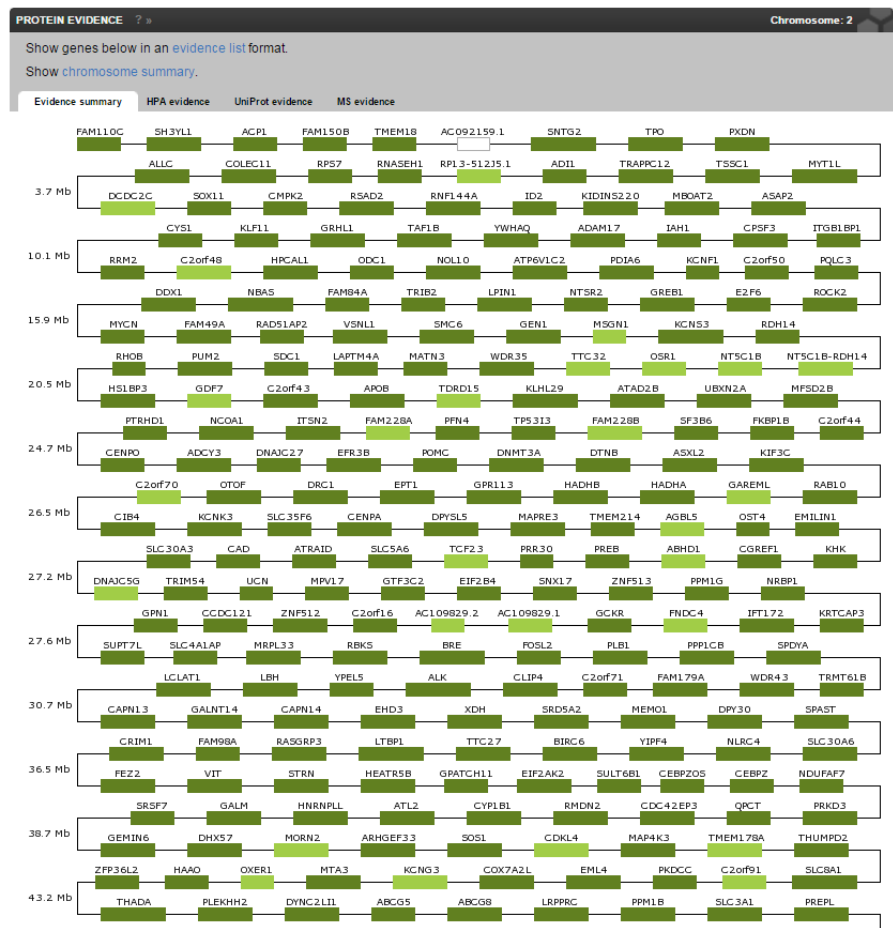 PROTEIN EVIDENCE ? » Chromosome: 2
Show genes below in an evidence list format.
Show chromosome summary.
Evidence summary HPA evidence UniProt evidence MS evidence
FAM110C SH3YL1 ACP1 FAM150B TMEM18 AC092159.1 SNTG2 TPO PXDN
ALLC COLEC11 RPS7 RNASEH1 RP13-512J5.1 ADI1 TRAPPC12 TSSC1 MYT1L
3.7 Mb DCDC2C SOX11 CMPK2 RSAD2 RNF144A ID2 KIDINS220 MBOAT2 ASAP2
CYS1 KLF11 GRHL1 TAF1B YWHAQ ADAM17 IAH1 CPSF3 ITGB1BP1
10.1 Mb RRM2 C2orf48 HPCAL1 ODC1 NOL10 ATP6V1C2 PDIA6 KCNF1 C2orf50 PQLC3
DDX1 NBAS FAM84A TRIB2 LPIN1 NTSR2 GREB1 E2F6 ROCK2
15.9 Mb MYCN FAM49A RAD51AP2 VSNL1 SMC6 GEN1 MSGN1 KCNS3 RDH14
RHOB PUM2 SDC1 LAPTM4A MATN3 WDR35 TTC32 OSR1 NT5C1B NT5C1B-RDH14
20.5 Mb HS1BP3 GDF7 C2orf43 APOB TDRD15 KLHL29 ATAD2B UBXN2A MFSD2B
PTRHD1 NCOA1 ITSN2 FAM228A PFN4 TP53I3 FAM228B SF3B6 FKBP1B C2orf44
24.7 Mb CENPO ADCY3 DNAJC27 EFR3B POMC DNMT3A DTNB ASXL2 KIF3C
C2orf70 OTOF DRC1 EPT1 GPR113 HADHB HADHA GAREML RAB10
26.5 Mb CIB4 KCNK3 SLC35F6 CENPA DPYSL5 MAPRE3 TMEM214 AGBL5 OST4 EMILIN1
SLC30A3 CAD ATRAID SLC5A6 TCF23 PRR30 PREB ABHD1 CGREF1 KHK
27.2 Mb DNAJC5G TRIM54 UCN MPV17 GTF3C2 EIF2B4 SNX17 ZNF513 PPM1G NRBP1
GPN1 CCDC121 ZNF512 C2orf16 AC109829.2 AC109829.1 GCKR FNDC4 IFT172 KRTCAP3
27.6 Mb SUPT7L SLC4A1AP MRPL33 RBKS BRE FOSL2 PLB1 PPP1CB SPDYA
LCLAT1 LBH YPEL5 ALK CLIP4 C2orf71 FAM179A WDR43 TRMT61B
30.7 Mb CAPN13 GALNT14 CAPN14 EHD3 XDH SRD5A2 MEMO1 DPY30 SPAST
CRIM1 FAM98A RASGRP3 LTBP1 TTC27 BIRC6 YIPF4 NLRC4 SLC30A6
36.5 Mb FEZ2 VIT STRN HEATR5B GPATCH11 EIF2AK2 SULT6B1 CEBPZOS CEBPZ NDUFAF7
SRSF7 GALM HNRNPLL ATL2 CYP1B1 RMDN2 CDC42EP3 QPCT PRKD3
38.7 Mb GEMIN6 DHX57 MORN2 ARHGEF33 SOS1 CDKL4 MAP4K3 TMEM178A THUMPD2
ZFP36L2 HAAO OXER1 MTA3 KCNG3 COX7A2L EML4 PKDCC C2orf91 SLC8A1
43.2 Mb THADA PLEKHH2 DYNC2LI1 ABCG5 ABCG8 LRPPRC PPM1B SLC3A1 PREPL